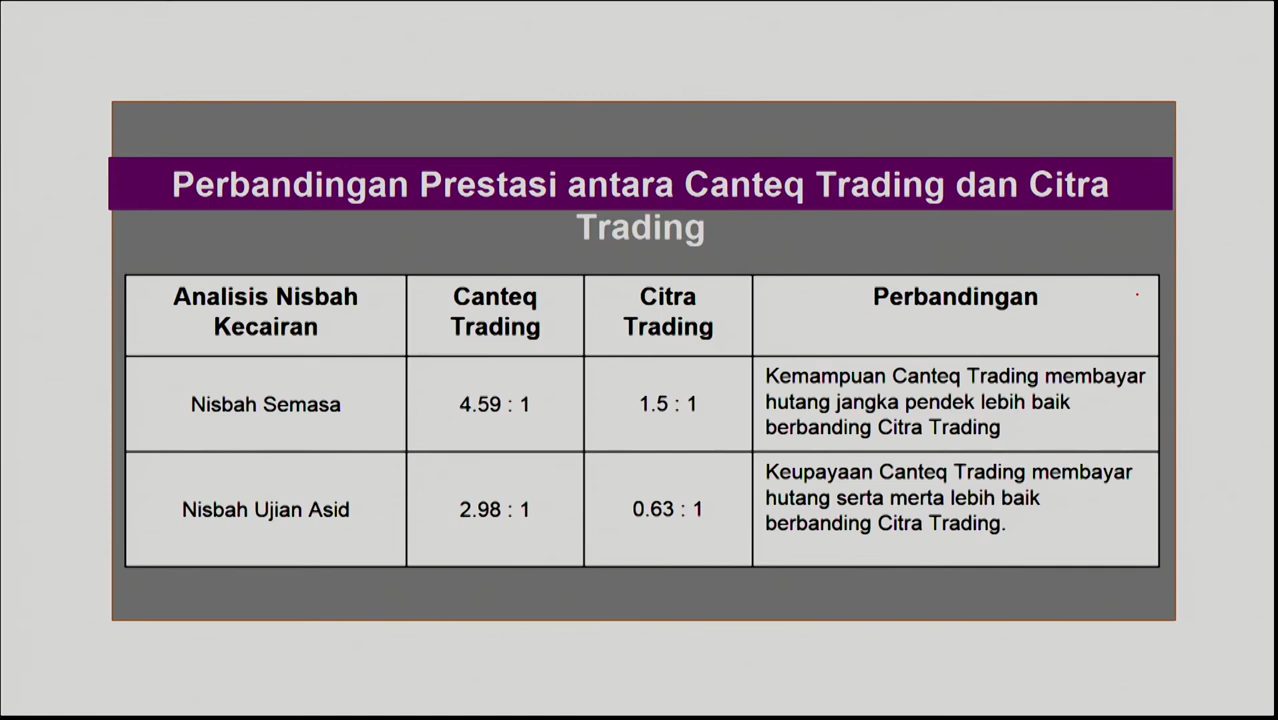 Perbandingan Prestasi antara Canteq Trading dan Citra
Trading
Analisis Nisbah
Kecairan
Canteq
Trading
Citra
Trading
Perbandingan
Nisbah Semasa
4.59 : 1
1.5 : 1
Kemampuan Canteq Trading membayar
hutang jangka pendek lebih baik
berbanding Citra Trading
Nisbah Ujian Asid
2.98 : 1
0.63 : 1
Keupayaan Canteq Trading membayar
hutang serta merta lebih baik
berbanding Citra Trading.